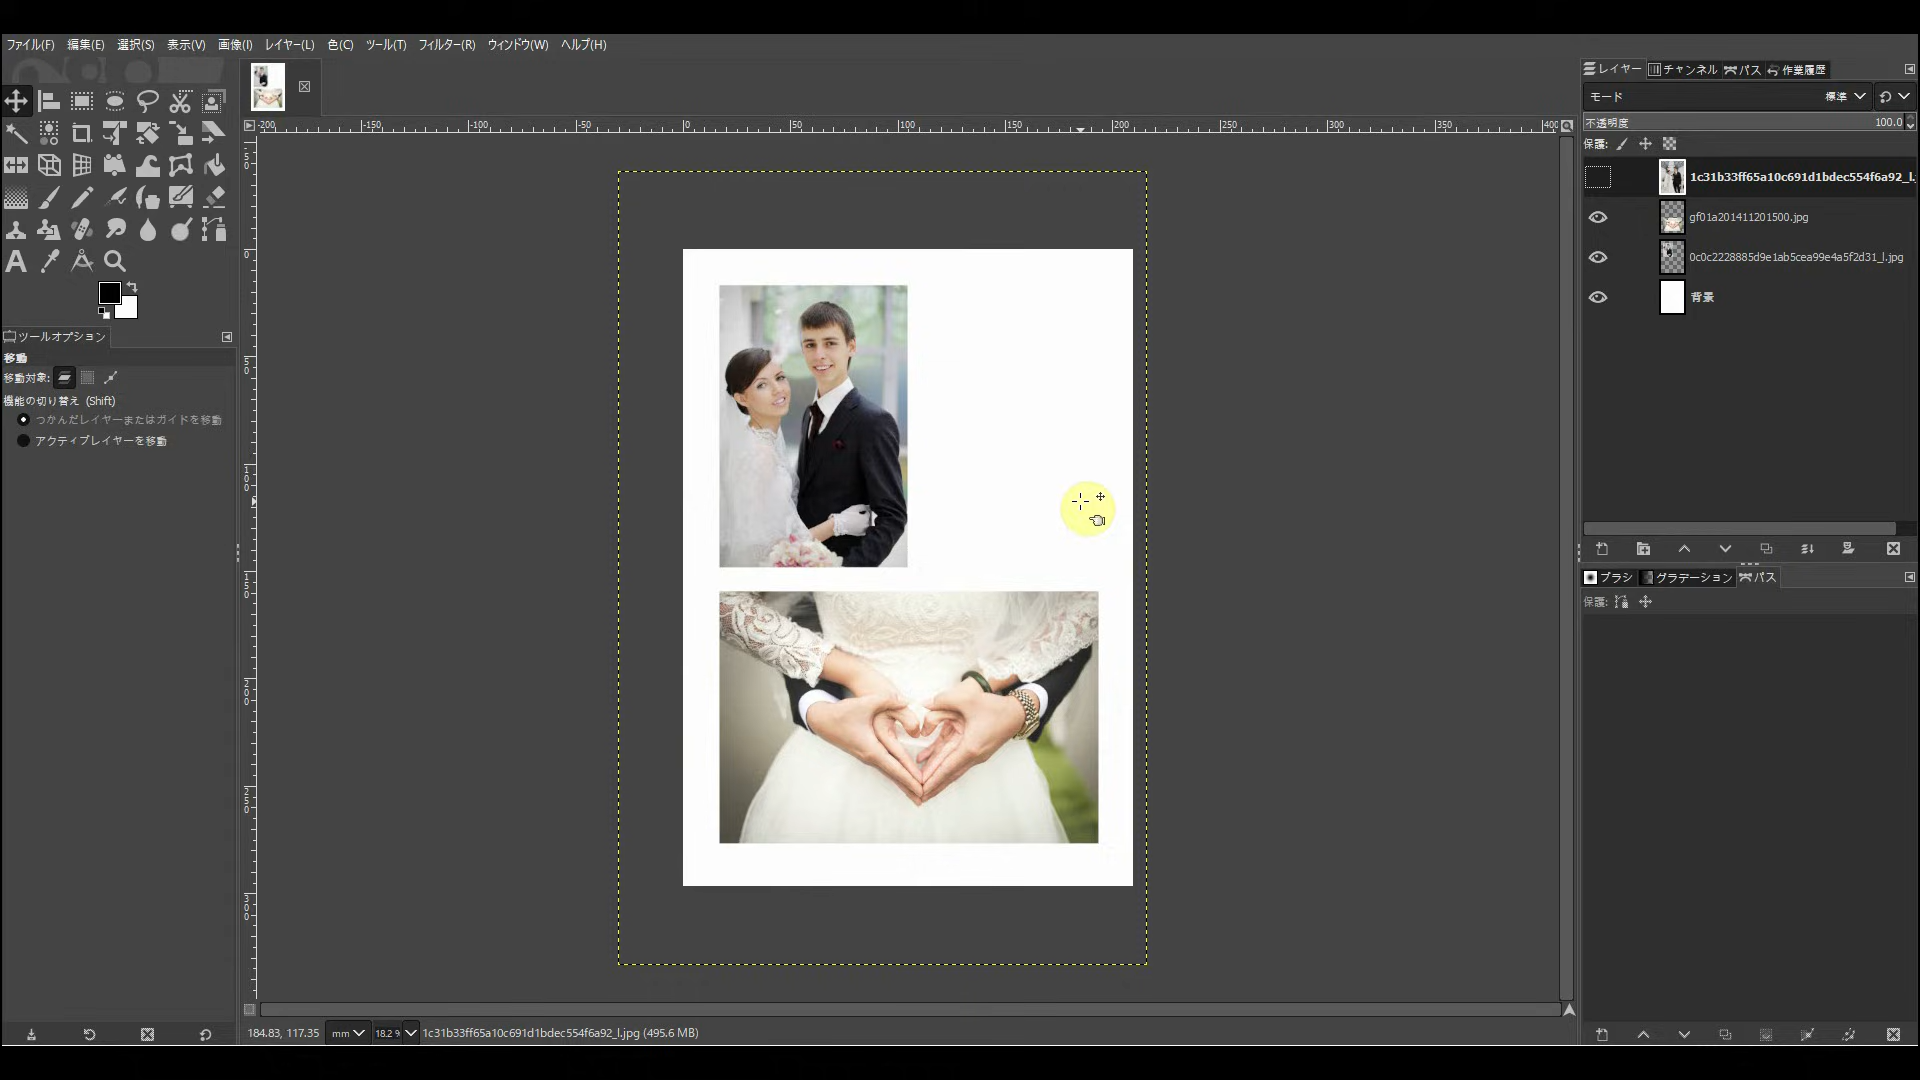 ファイル(F) 編集(E) 選択(S) 表示(V) 画像(I) レイヤー(L) 色(C) ツール(T) フィルター(R) ウィンドウ(W) ヘルプ(H)
レイヤー チャンネル パス 作業履歴
モード 標準
不透明度 100.0
保護:
1c31b33ff65a10c691d1bdec554f6a92_l.
gf01a201411201500.jpg
0c0c2228885d9e1ab5cea99e4a5f2d31_l.jpg
背景
-200 -150 -100 -50 0 50 100 150 200 250 300 350 400
50
0
50
100
150
200
250
300
ツールオプション
移動
移動対象:
機能の切り替え (Shift)
つかんだレイヤーまたはガイドを移動
アクティブレイヤーを移動
ブラシ グラデーション パス
保護:
184.83, 117.35 mm 18.2 % 1c31b33ff65a10c691d1bdec554f6a92_l.jpg (495.6 MB)